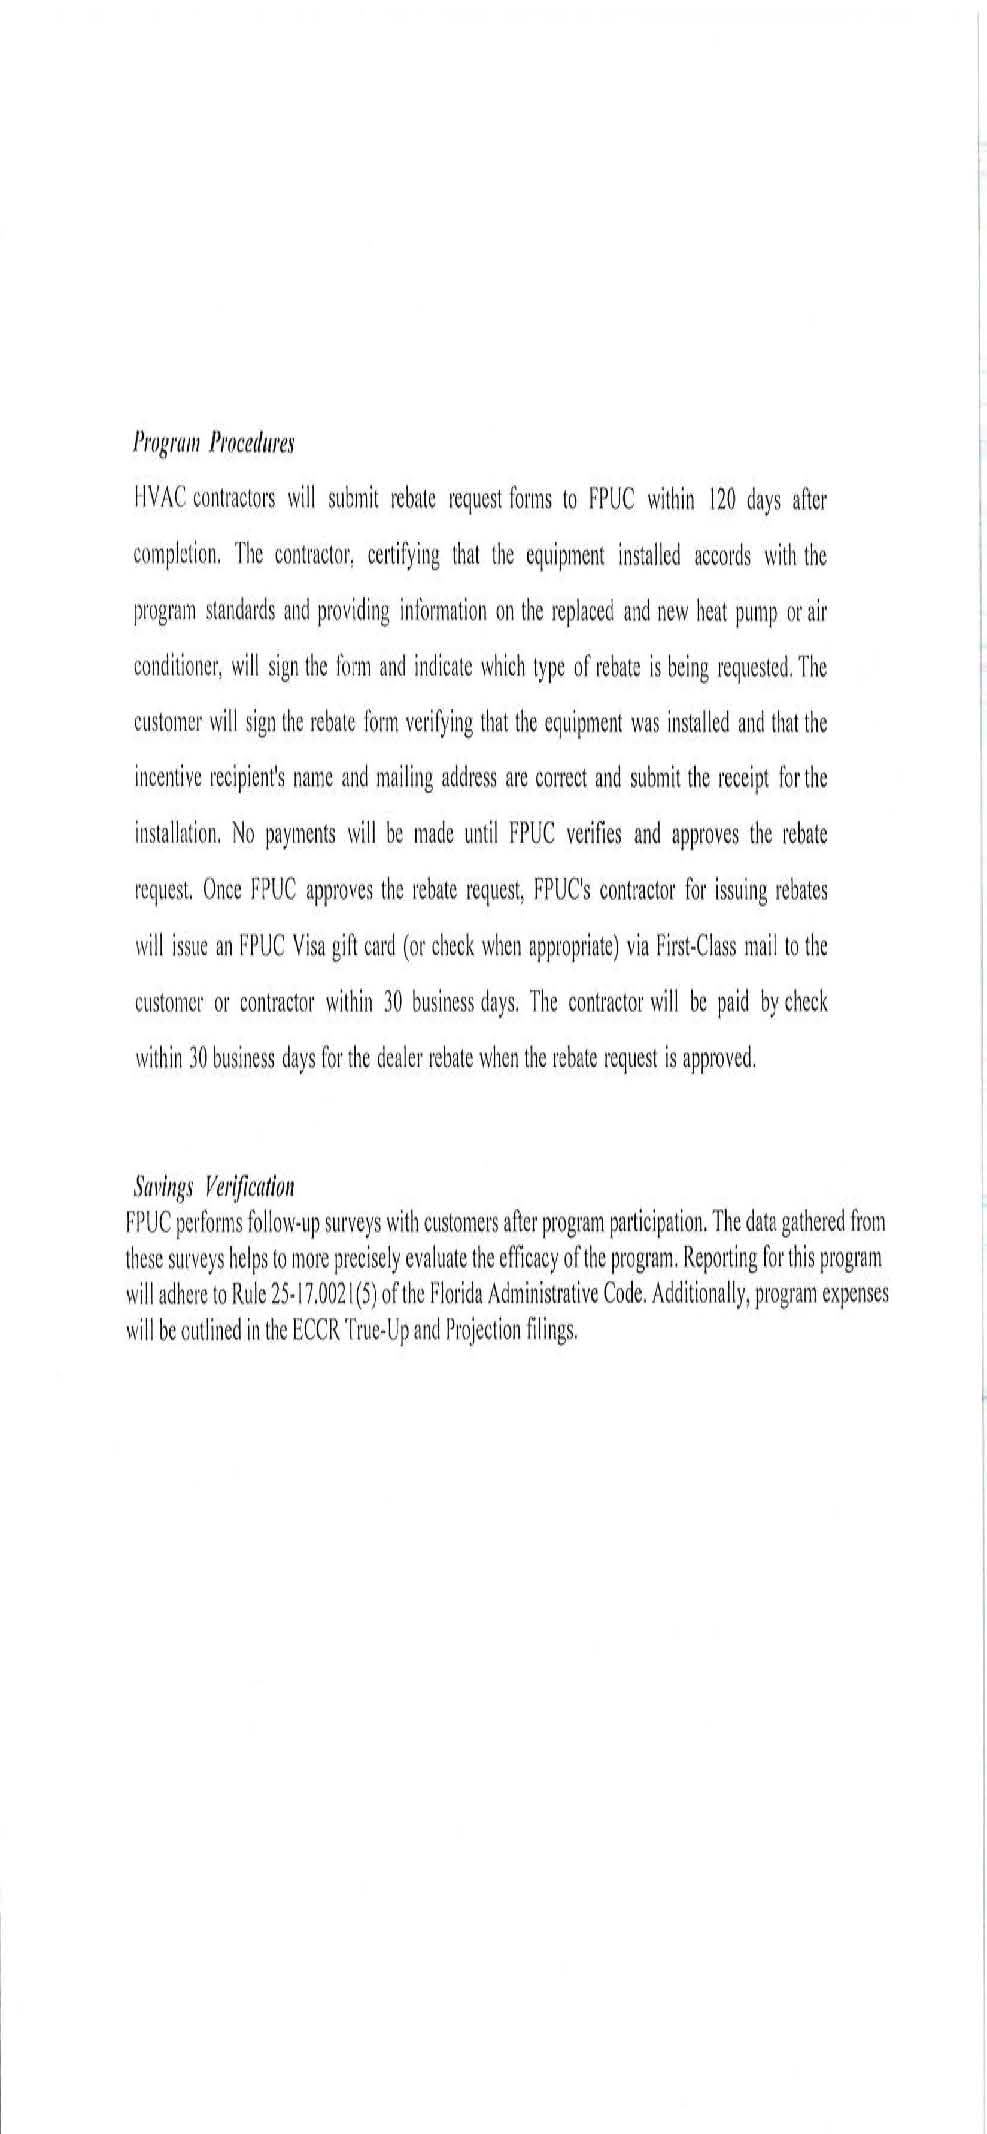 Program Procedures
HVAC contractors will submit rebate request forms to FPUC within 120 days after
completion. The contractor, certifying that the equipment installed accords with the
program standards and providing information on the replaced and new heat pump or air
conditioner, will sign the form and indicate which type of rebate is being requested. The
customer will sign the rebate form verifying that the equipment was installed and that the
incentive recipient's name and mailing address are correct and submit the receipt for the
installation. No payments will be made until FPUC verifies and approves the rebate
request. Once FPUC approves the rebate request, FPUC's contractor for issuing rebates
will issue an FPUC Visa gift card (or check when appropriate) via First-Class mail to the
customer or contractor within 30 business days. The contractor will be paid by check
within 30 business days for the dealer rebate when the rebate request is approved.
Savings Verification
FPUC performs follow-up surveys with customers after program participation. The data gathered from
these surveys helps to more precisely evaluate the efficacy of the program. Reporting for this program
will adhere to Rule 25-17.0021(5) of the Florida Administrative Code. Additionally, program expenses
will be outlined in the ECCR True-Up and Projection filings.